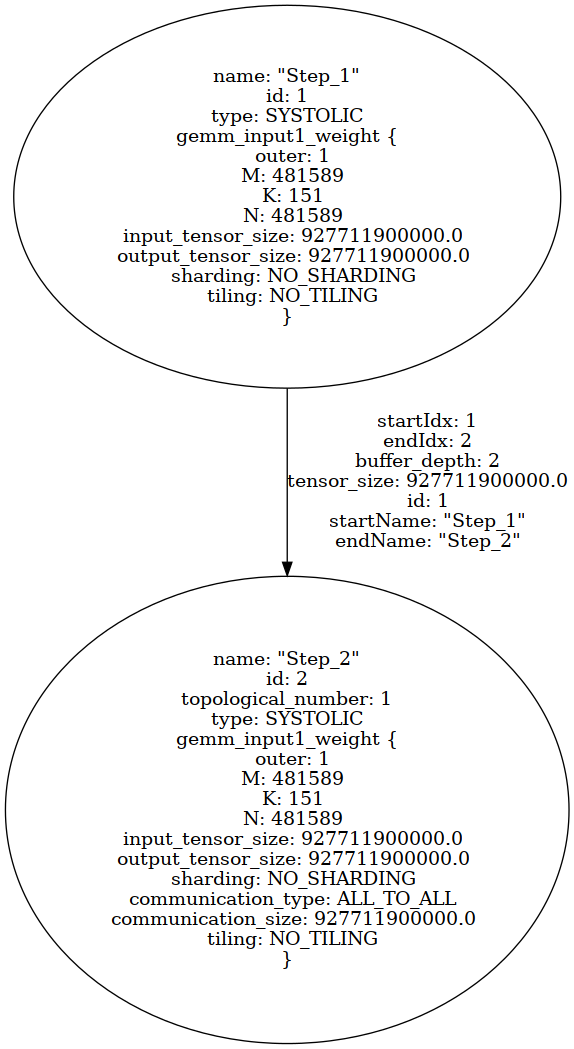 name: "Step_1"
id: 1
type: SYSTOLIC
gemm_input1_weight {
outer: 1
M: 481589
K: 151
N: 481589
input_tensor_size: 927711900000.0
output_tensor_size: 927711900000.0
sharding: NO_SHARDING
tiling: NO_TILING
}
startIdx: 1
endIdx: 2
buffer_depth: 2
tensor_size: 927711900000.0
id: 1
startName: "Step_1"
endName: "Step_2"
name: "Step_2"
id: 2
topological_number: 1
type: SYSTOLIC
gemm_input1_weight {
outer: 1
M: 481589
K: 151
N: 481589
input_tensor_size: 927711900000.0
output_tensor_size: 927711900000.0
sharding: NO_SHARDING
communication_type: ALL_TO_ALL
communication_size: 927711900000.0
tiling: NO_TILING
}